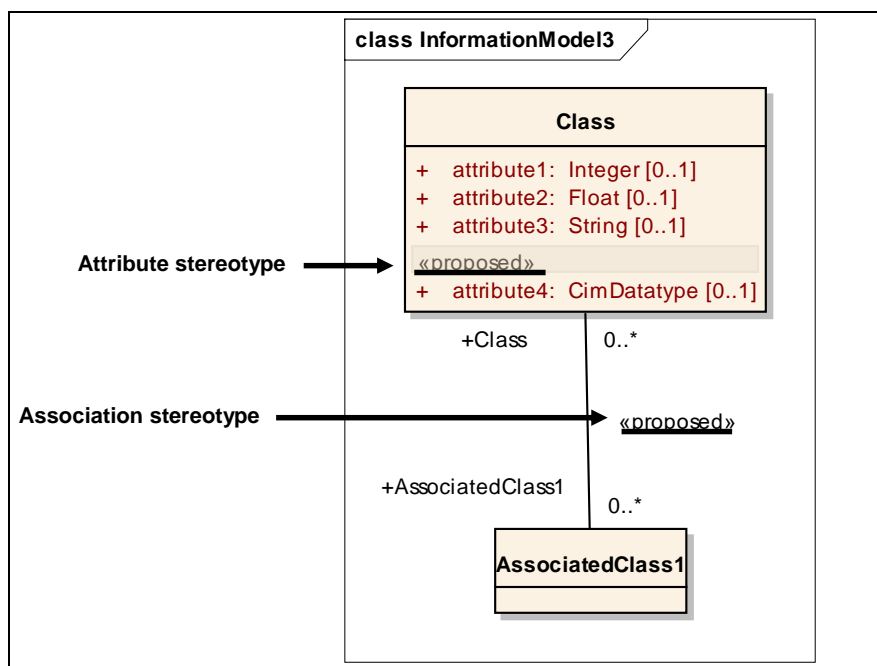 class InformationModel3
Class
+ attribute1: Integer [0..1]
+ attribute2: Float [0..1]
+ attribute3: String [0..1]
Attribute stereotype
«proposed»
+ attribute4: CimDatatype [0..1]
+Class 0..*
Association stereotype
«proposed»
+AssociatedClass1
0..*
AssociatedClass1